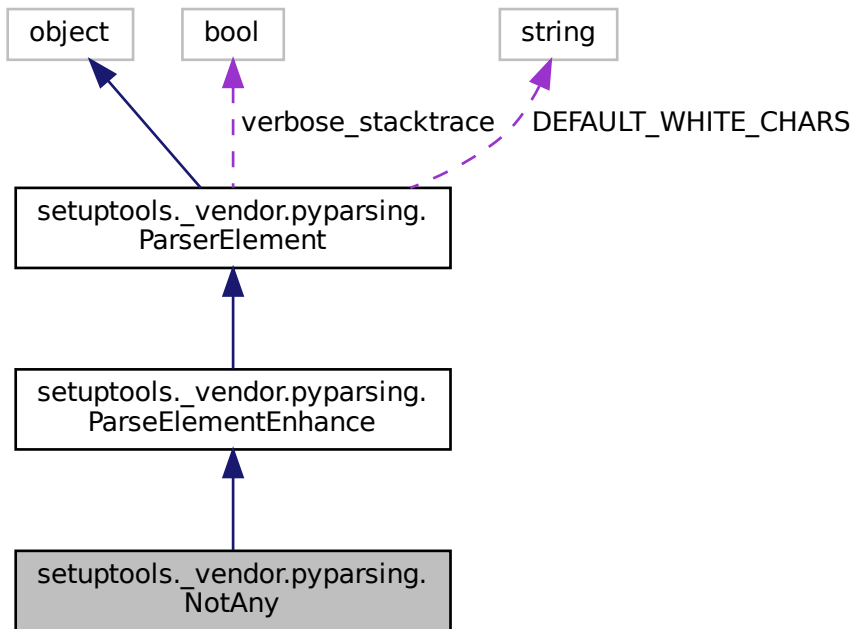 object
bool
string
verbose_stacktrace
DEFAULT_WHITE_CHARS
setuptools._vendor.pyparsing.
ParserElement
setuptools._vendor.pyparsing.
ParseElementEnhance
setuptools._vendor.pyparsing.
NotAny